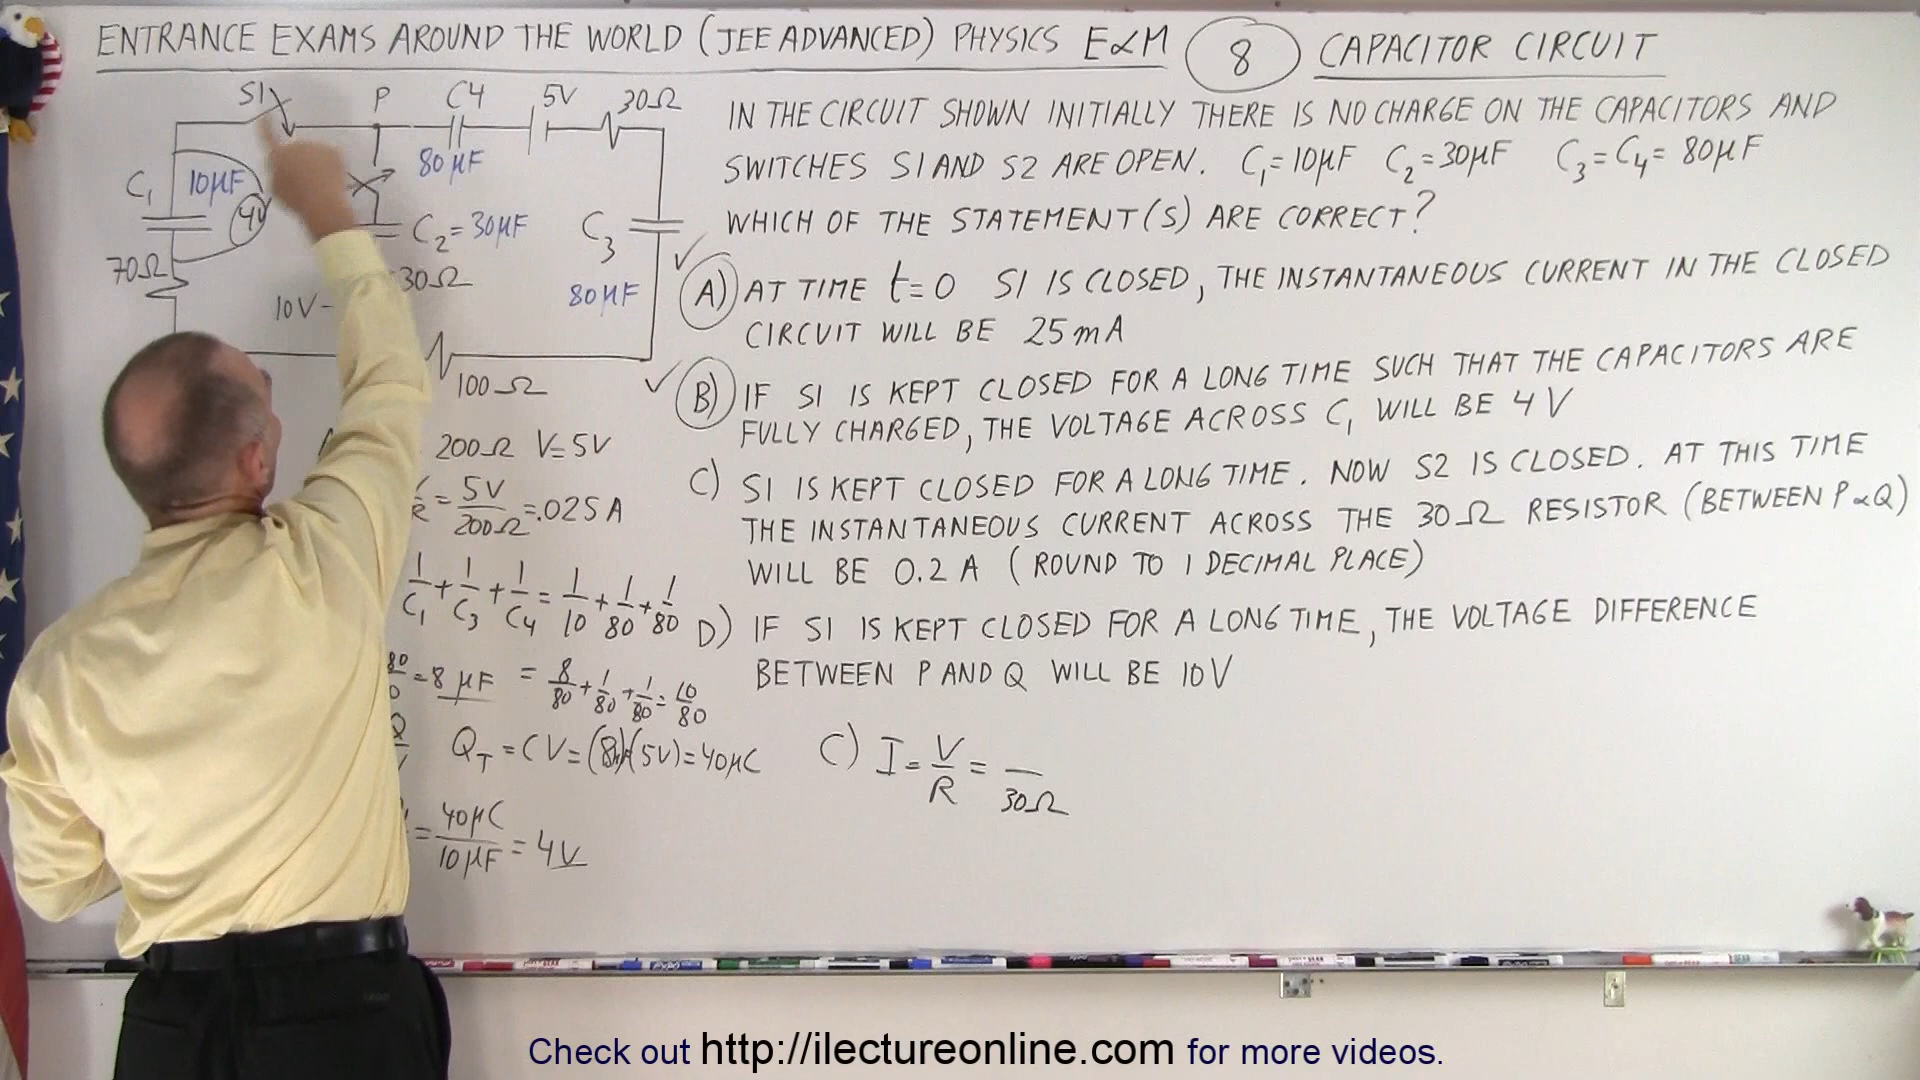 ENTRANCE EXAMS AROUND THE WORLD (JEE ADVANCED) PHYSICS E&M 8 CAPACITOR CIRCUIT
S1 P C4 5V 30Ω
80μF
C1 10μF
4V
C2 = 30μF
C3
70Ω
30Ω
10V
80μF
100Ω
200Ω V=5V
= 5V/200Ω = .025A
1/C1 + 1/C3 + 1/C4 = 1/10 + 1/80 + 1/80
= 8μF = 8/80 + 1/80 + 1/80 = 10/80
QT = CV = (8μ)(5V) = 40μC
= 40μC/10μF = 4V
IN THE CIRCUIT SHOWN INITIALLY THERE IS NO CHARGE ON THE CAPACITORS AND
SWITCHES S1 AND S2 ARE OPEN. C1 = 10μF C2 = 30μF C3 = C4 = 80μF
WHICH OF THE STATEMENT(S) ARE CORRECT?
A) AT TIME t=0 S1 IS CLOSED, THE INSTANTANEOUS CURRENT IN THE CLOSED
CIRCUIT WILL BE 25mA
B) IF S1 IS KEPT CLOSED FOR A LONG TIME SUCH THAT THE CAPACITORS ARE
FULLY CHARGED, THE VOLTAGE ACROSS C1 WILL BE 4V
C) S1 IS KEPT CLOSED FOR A LONG TIME. NOW S2 IS CLOSED. AT THIS TIME
THE INSTANTANEOUS CURRENT ACROSS THE 30Ω RESISTOR (BETWEEN P&Q)
WILL BE 0.2A (ROUND TO 1 DECIMAL PLACE)
D) IF S1 IS KEPT CLOSED FOR A LONG TIME, THE VOLTAGE DIFFERENCE
BETWEEN P AND Q WILL BE 10V
C) I = V/R = /30Ω
Check out http://ilectureonline.com for more videos.